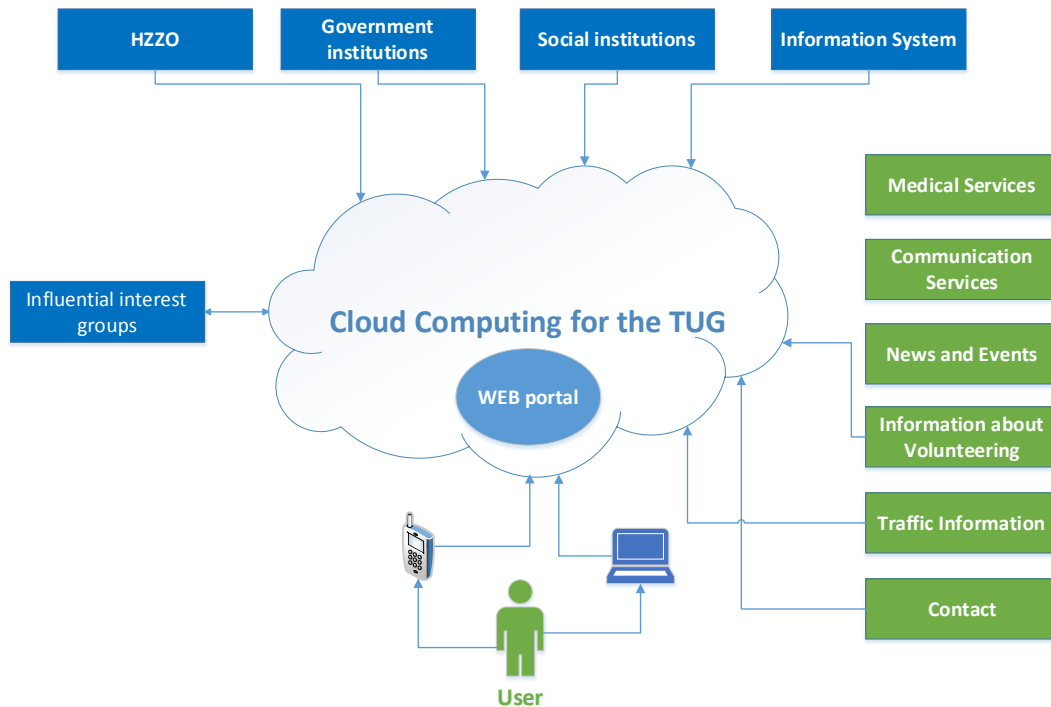 HZZO
Government
institutions
Social institutions
Information System
Medical Services
Communication
Services
Influential interest
groups
Cloud Computing for the TUG
News and Events
WEB portal
Information about
Volunteering
Traffic Information
Contact
User